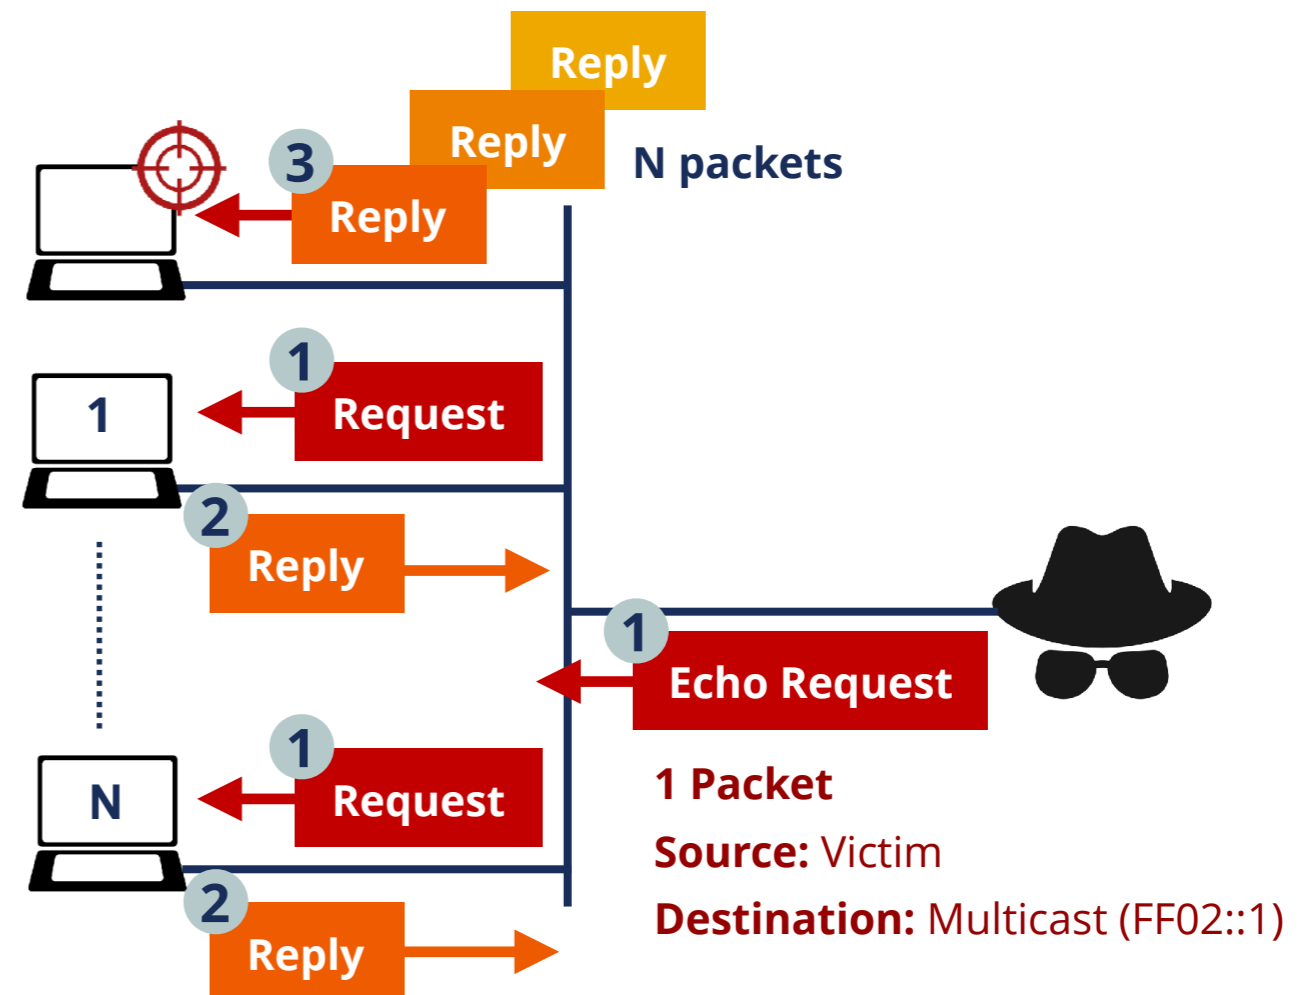 Reply
Reply
N packets
3
Reply
1
Request
1
2
Reply
1
Echo Request
1
Request
N
2
Reply
1 Packet
Source: Victim
Destination: Multicast (FF02::1)